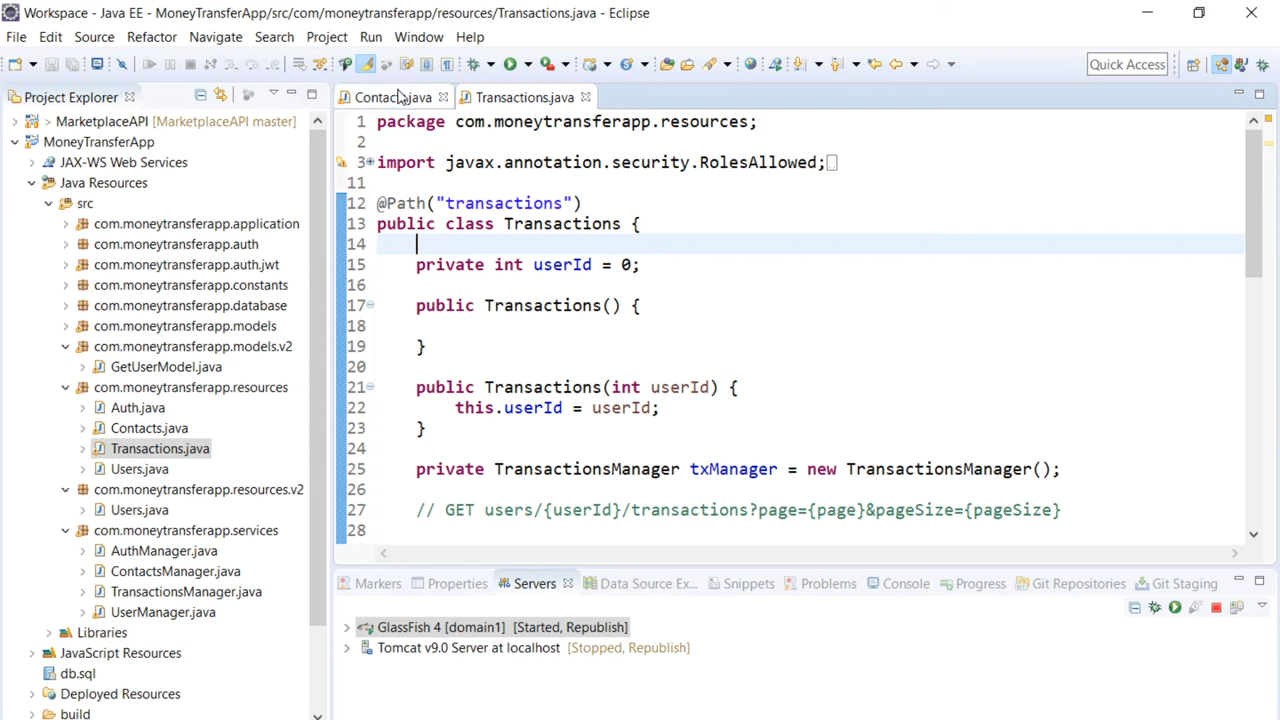 Workspace - Java EE - MoneyTransferApp/src/com/moneytransferapp/resources/Transactions.java - Eclipse
File Edit Source Refactor Navigate Search Project Run Window Help
Quick Access
Project Explorer
MarketplaceAPI [MarketplaceAPI master]
MoneyTransferApp
JAX-WS Web Services
Java Resources
src
com.moneytransferapp.application
com.moneytransferapp.auth
com.moneytransferapp.auth.jwt
com.moneytransferapp.constants
com.moneytransferapp.database
com.moneytransferapp.models
com.moneytransferapp.models.v2
GetUserModel.java
com.moneytransferapp.resources
Auth.java
Contacts.java
Transactions.java
Users.java
com.moneytransferapp.resources.v2
Users.java
com.moneytransferapp.services
AuthManager.java
ContactsManager.java
TransactionsManager.java
UserManager.java
Libraries
JavaScript Resources
db.sql
Deployed Resources
build
Contacts.java Transactions.java
1 package com.moneytransferapp.resources;
2
3 import javax.annotation.security.RolesAllowed;
11
12 @Path("transactions")
13 public class Transactions {
14
15 private int userId = 0;
16
17 public Transactions() {
18
19 }
20
21 public Transactions(int userId) {
22 this.userId = userId;
23 }
24
25 private TransactionsManager txManager = new TransactionsManager();
26
27 // GET users/{userId}/transactions?page={page}&pageSize={pageSize}
28
Markers Properties Servers Data Source Ex... Snippets Problems Console Progress Git Repositories Git Staging
GlassFish 4 [domain1] [Started, Republish]
Tomcat v9.0 Server at localhost [Stopped, Republish]